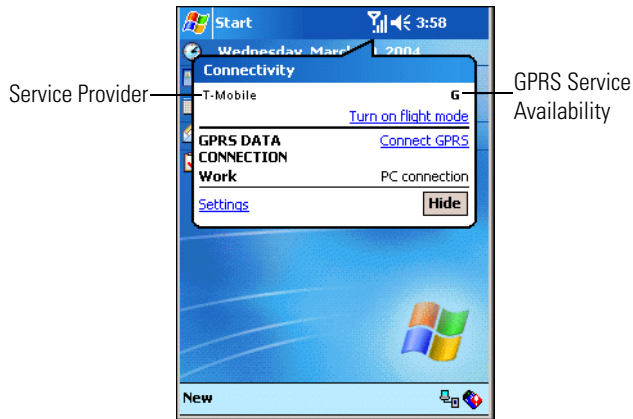 Start 3:58
Wednesday, March 2004
Connectivity
Service Provider
T-Mobile G
GPRS Service
Availability
Turn on flight mode
GPRS DATA
CONNECTION
Connect GPRS
Work PC connection
Settings Hide
New